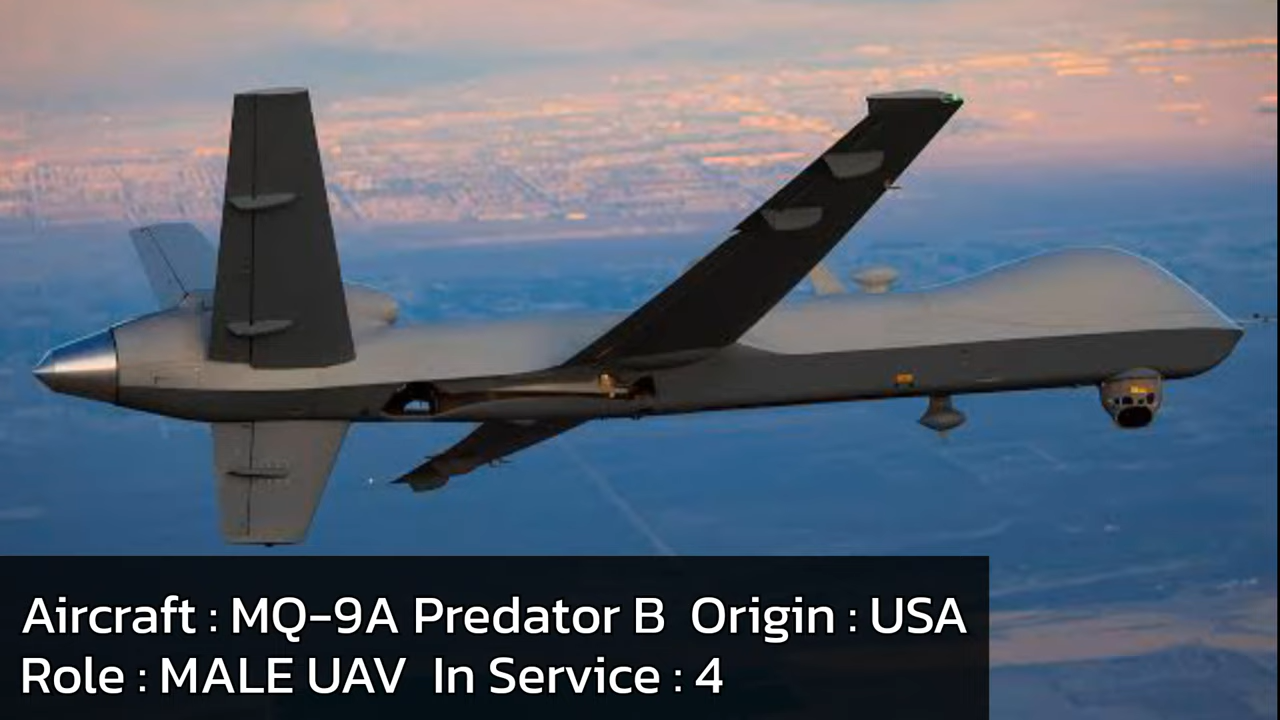 Aircraft : MQ-9A Predator B  Origin : USA
Role : MALE UAV  In Service : 4